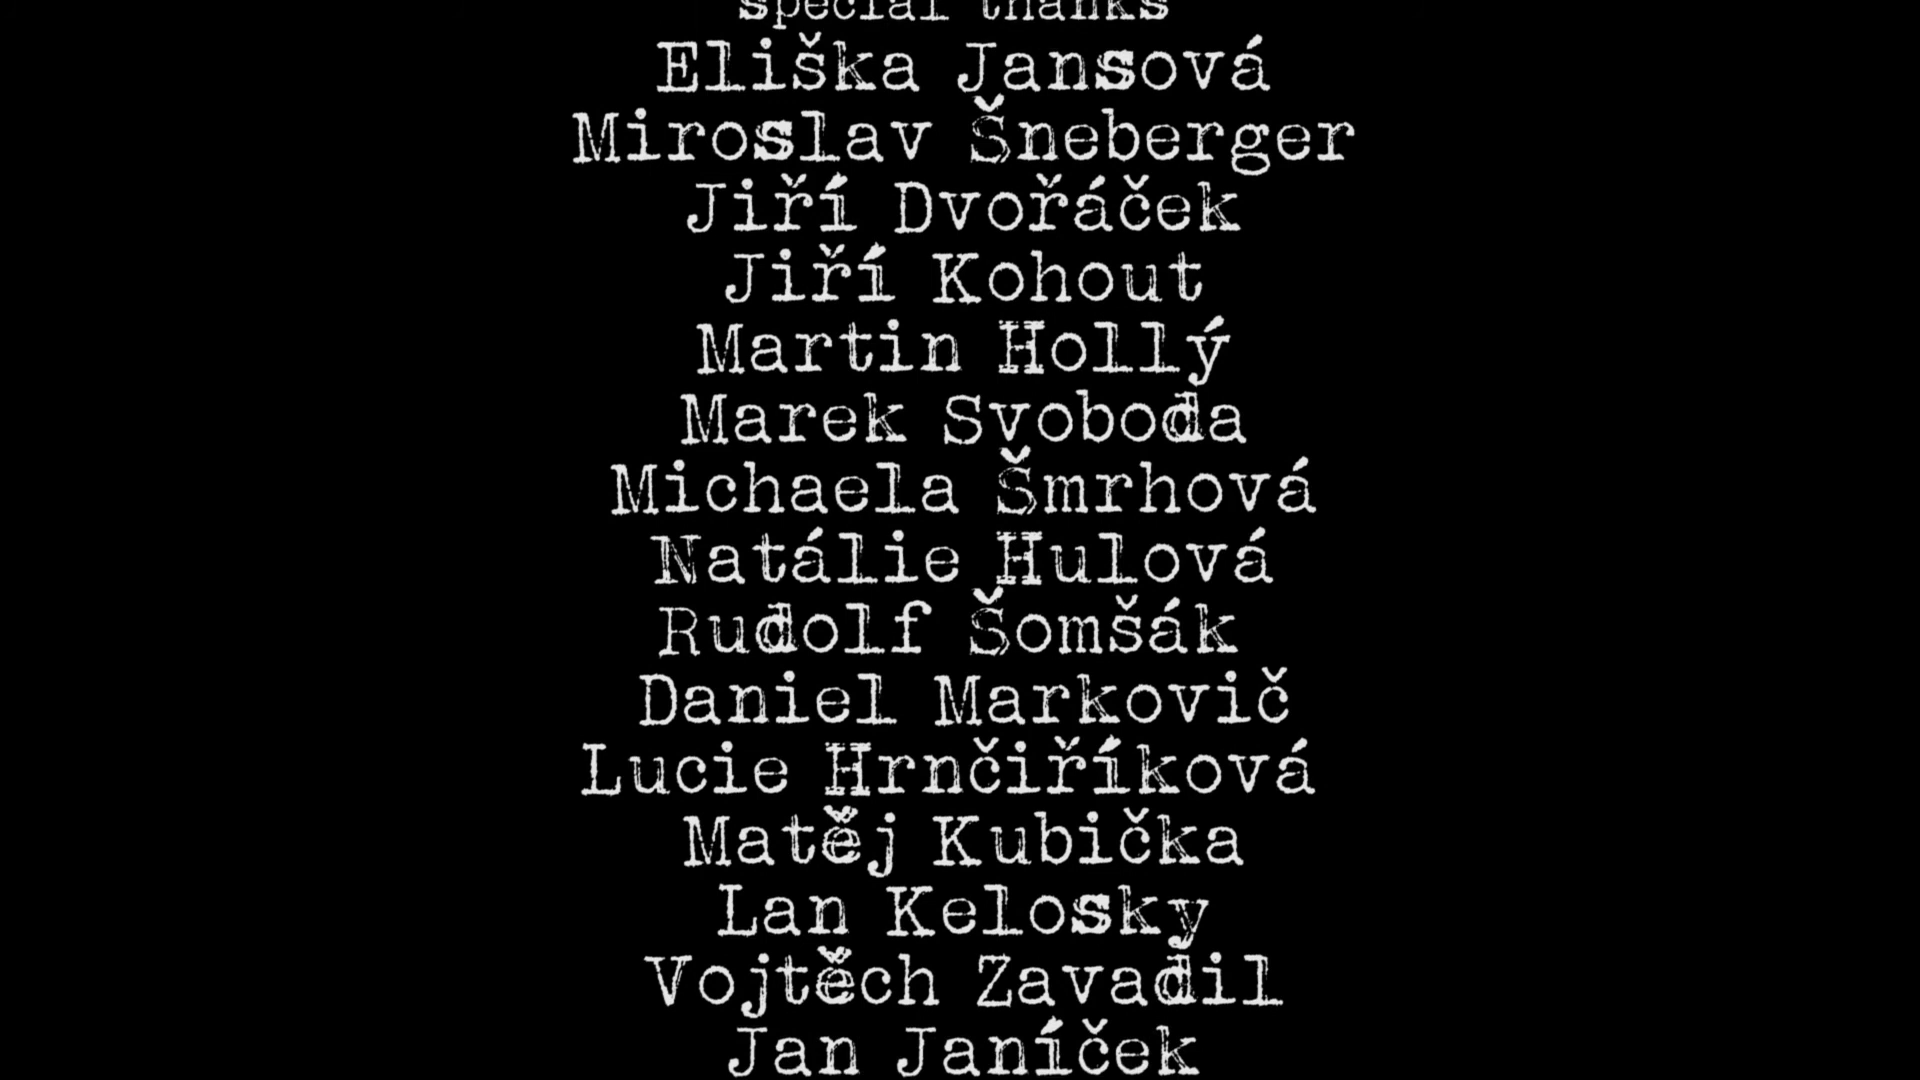 special thanks
Eliška Jansová
Miroslav Šneberger
Jiří Dvořáček
Jiří Kohout
Martin Hollý
Marek Svoboda
Michaela Šmrhová
Natálie Hulová
Rudolf Šomšák
Daniel Markovič
Lucie Hrnčiříková
Matěj Kubička
Lan Kelosky
Vojtěch Zavadil
Jan Janíček